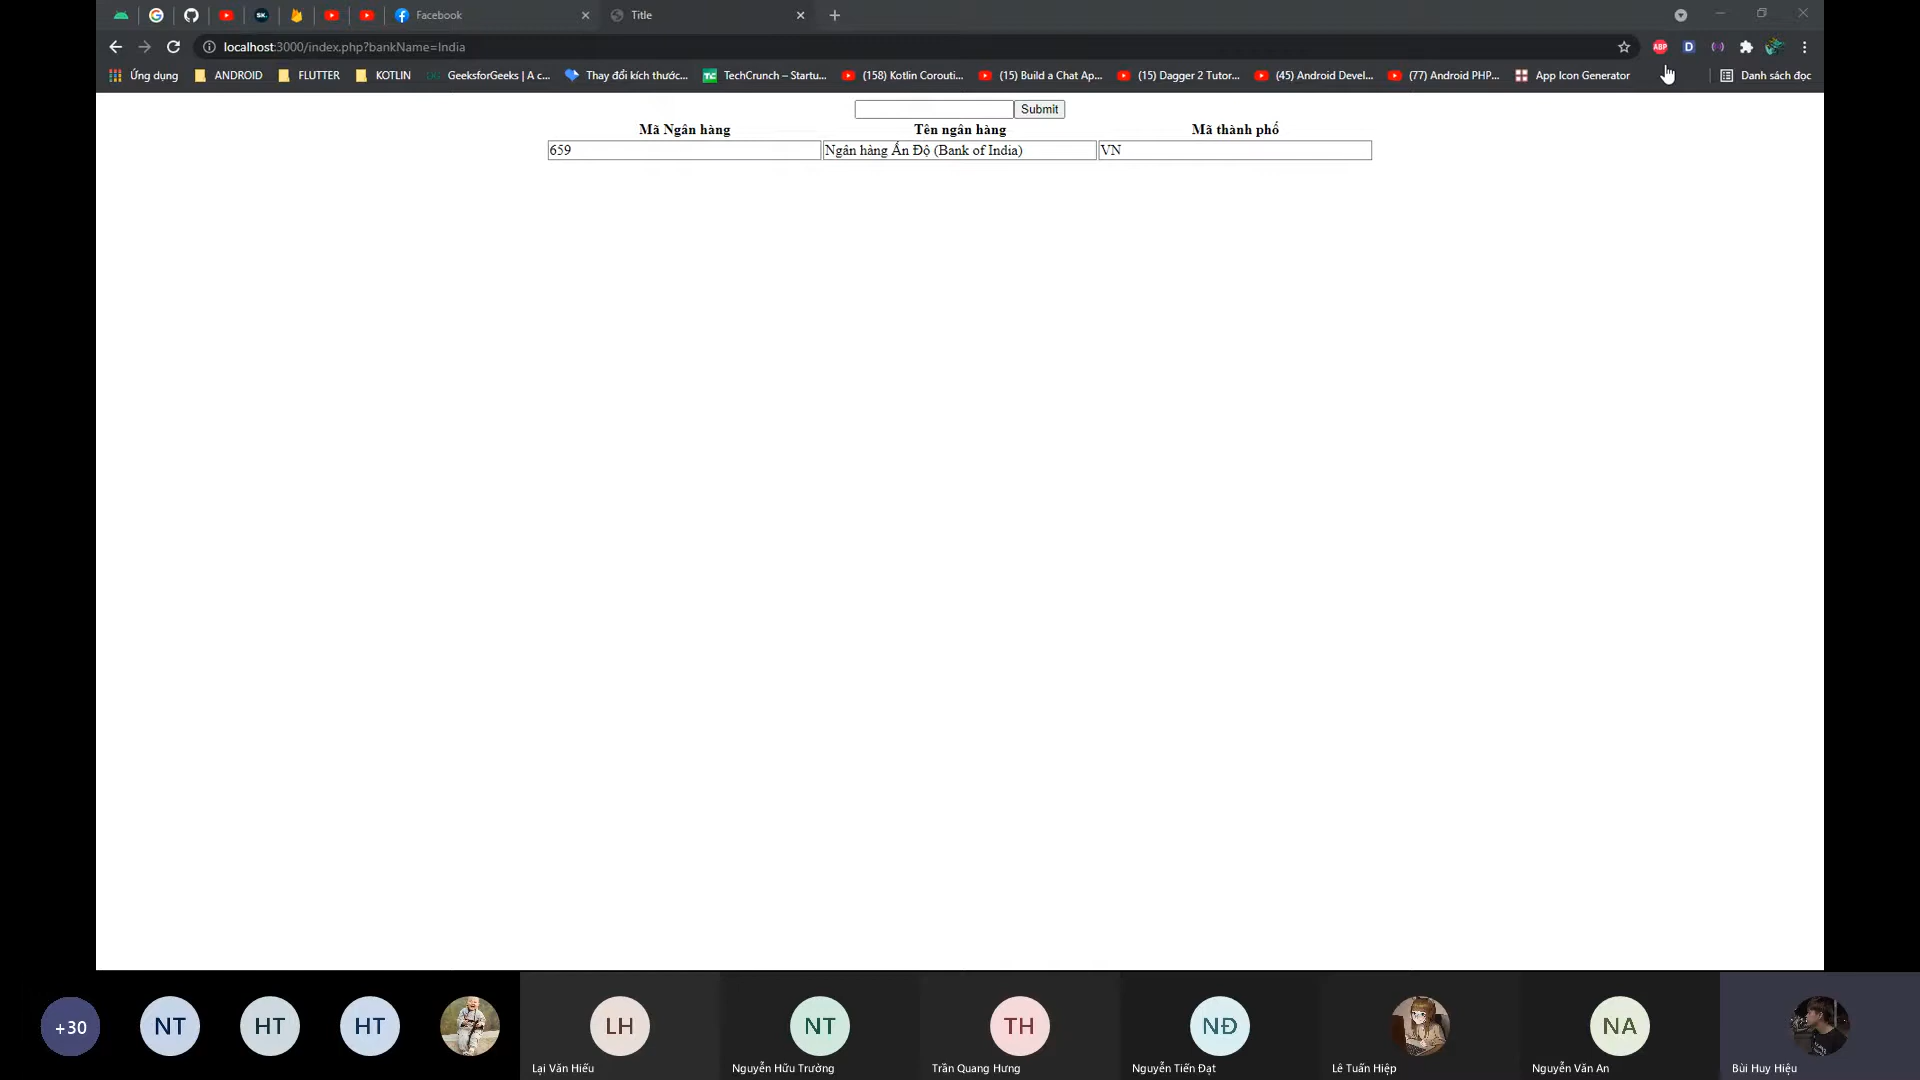 SK.
Facebook
Title
localhost:3000/index.php?bankName=India
ABP
D
Ứng dụng
ANDROID
FLUTTER
KOTLIN
GeeksforGeeks | A c...
Thay đổi kích thước...
TechCrunch – Startu...
(158) Kotlin Corouti...
(15) Build a Chat Ap...
(15) Dagger 2 Tutor...
(45) Android Devel...
(77) Android PHP...
App Icon Generator
Danh sách đọc
Submit
Mã Ngân hàng Tên ngân hàng Mã thành phố
659 Ngân hàng Ấn Độ (Bank of India) VN
+30
NT
HT
HT
LH
NT
TH
NĐ
NA
Lại Văn Hiếu
Nguyễn Hữu Trưởng
Trần Quang Hưng
Nguyễn Tiến Đạt
Lê Tuấn Hiệp
Nguyễn Văn An
Bùi Huy Hiệu